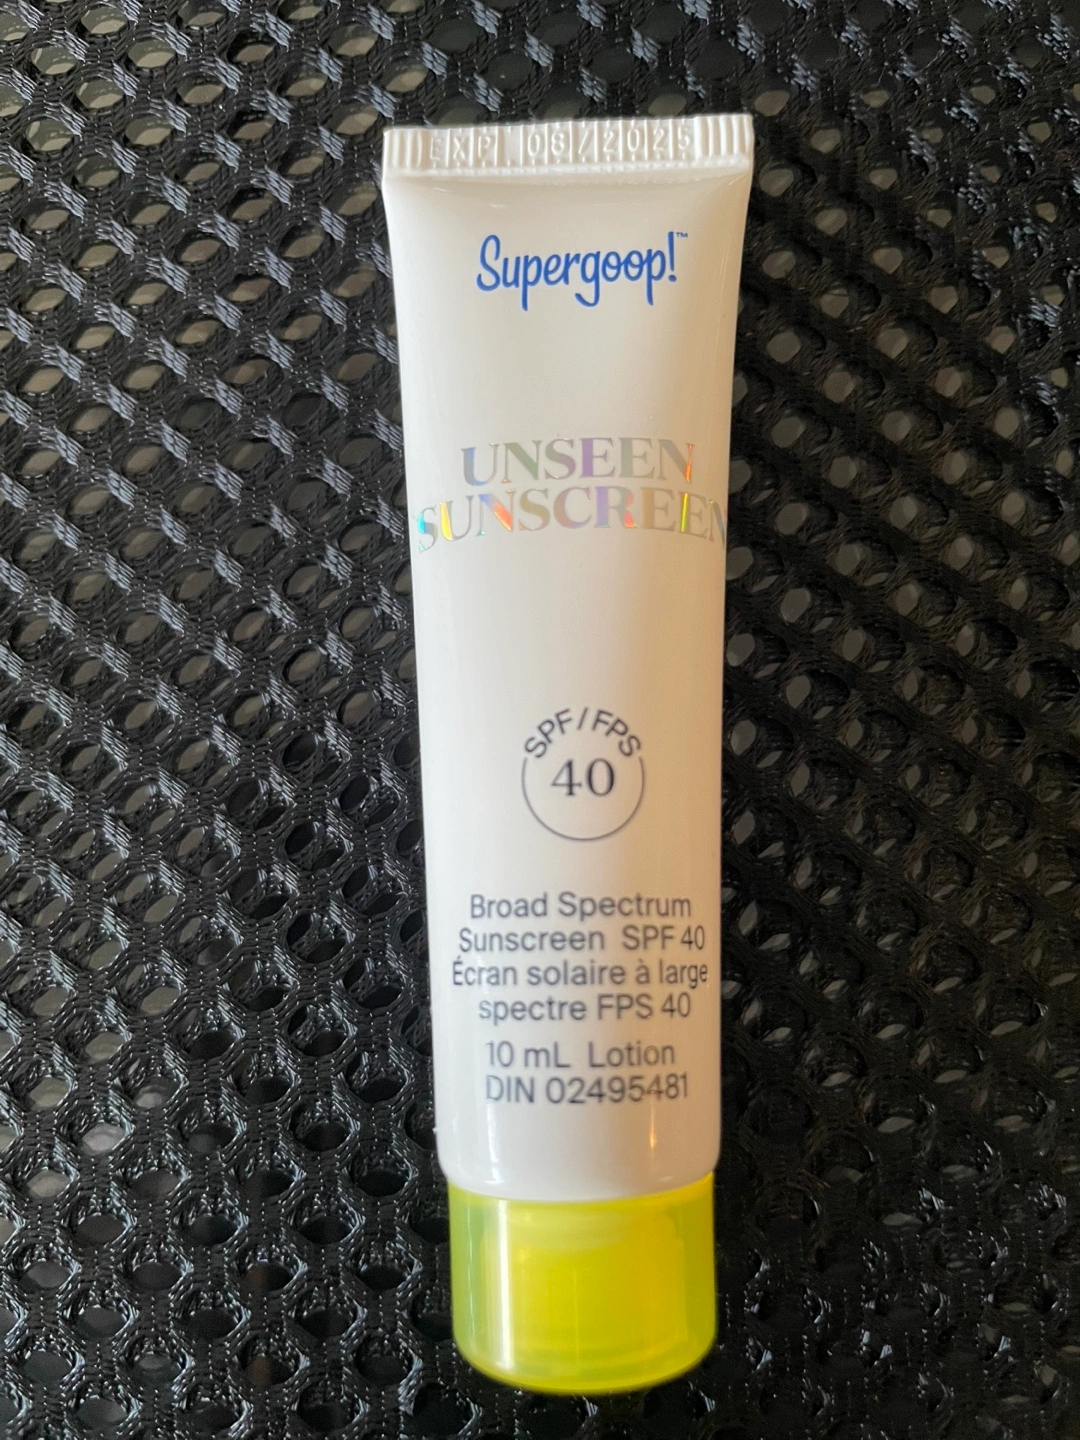 EXP. 08/2025
Supergoop!™
UNSEEN
SUNSCREEN
SPF/FPS
40
Broad Spectrum
Sunscreen SPF 40
Écran solaire à large
spectre FPS 40
10 mL Lotion
DIN 02495481